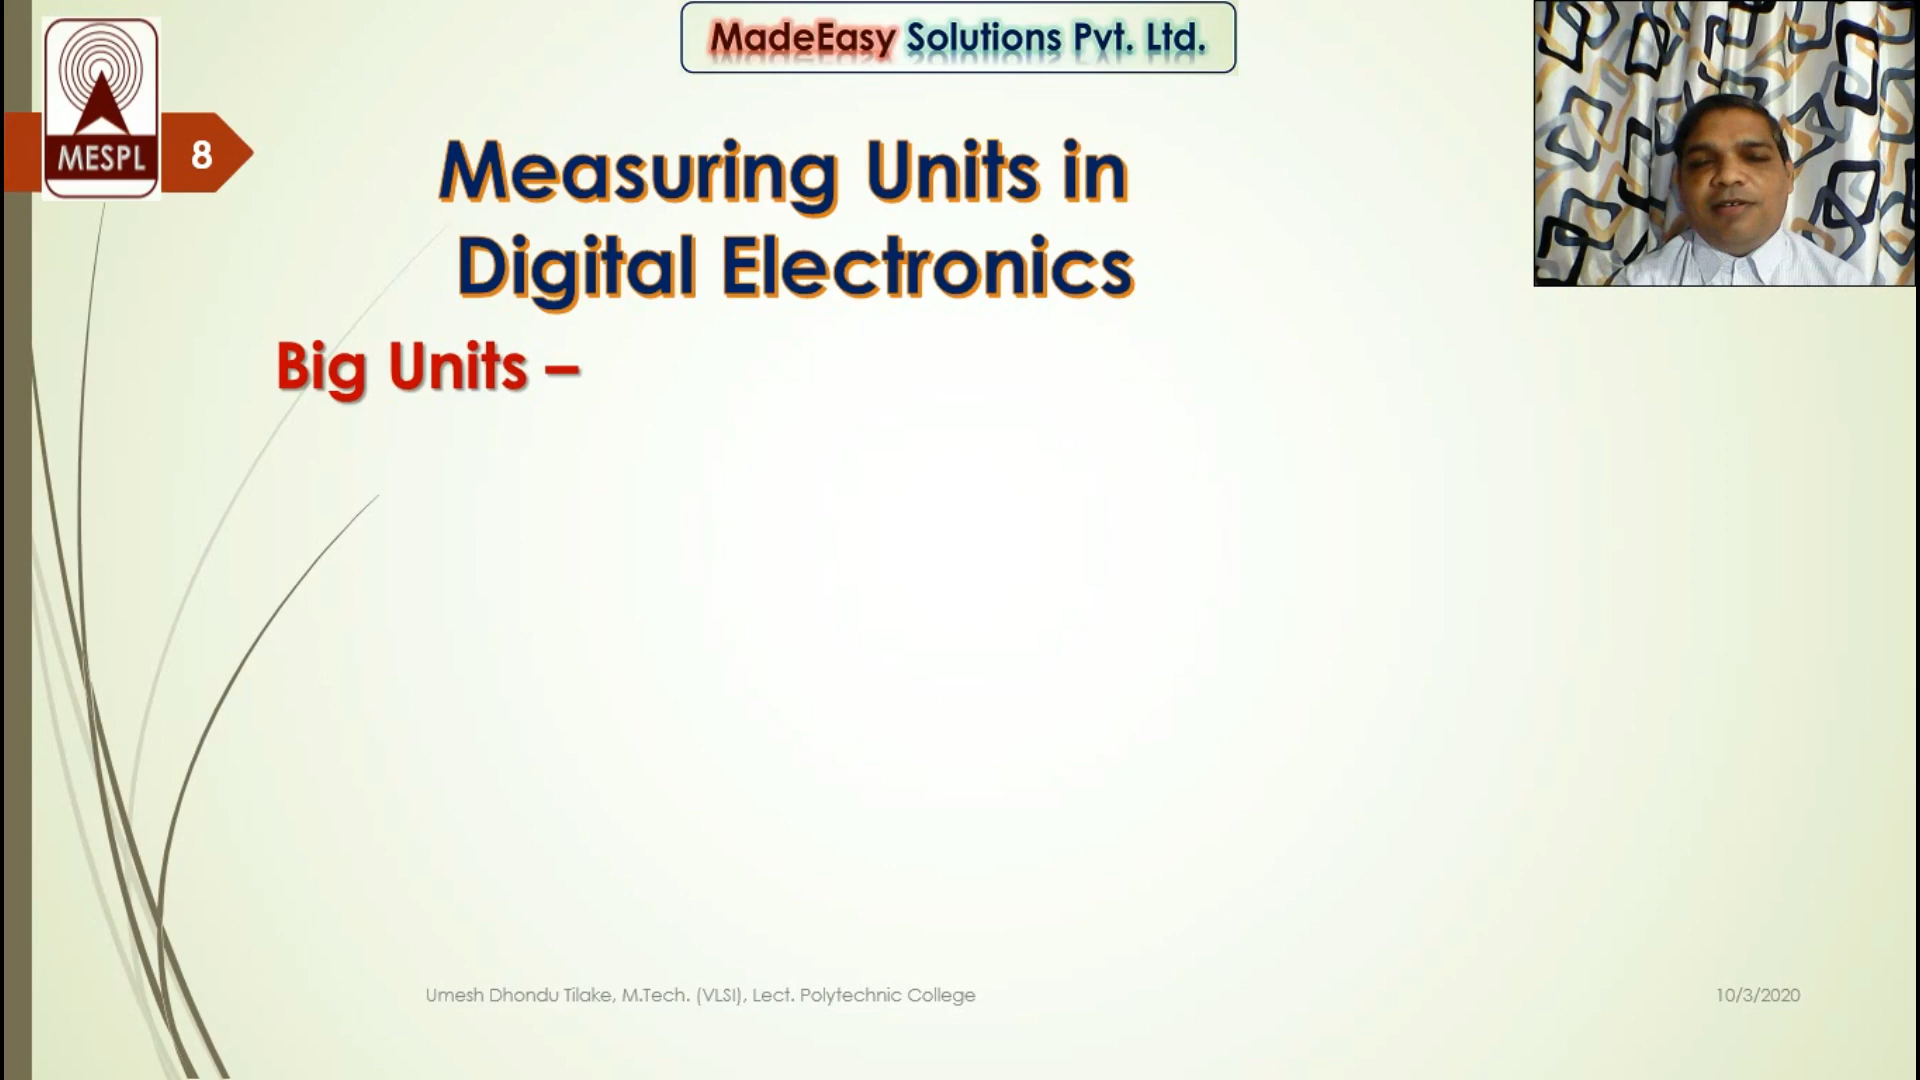 MadeEasy Solutions Pvt. Ltd.
MESPL
8
Measuring Units in
Digital Electronics
Big Units –
Umesh Dhondu Tilake, M.Tech. (VLSI), Lect. Polytechnic College
10/3/2020